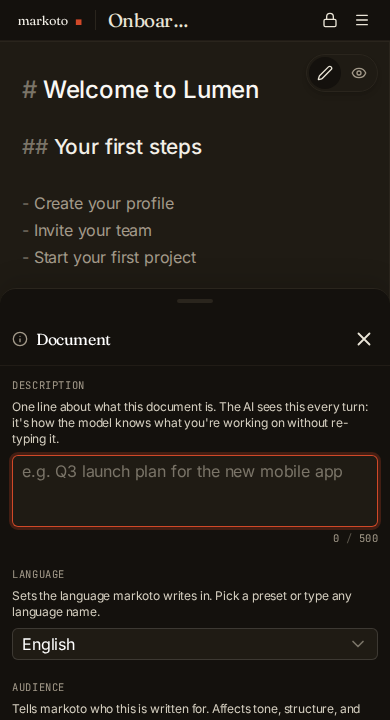 markoto
Onboar...
# Welcome to Lumen
## Your first steps
- Create your profile
- Invite your team
- Start your first project
Document
DESCRIPTION
One line about what this document is. The AI sees this every turn:
it's how the model knows what you're working on without re-
typing it.
e.g. Q3 launch plan for the new mobile app
0 / 500
LANGUAGE
Sets the language markoto writes in. Pick a preset or type any
language name.
English
AUDIENCE
Tells markoto who this is written for. Affects tone, structure, and